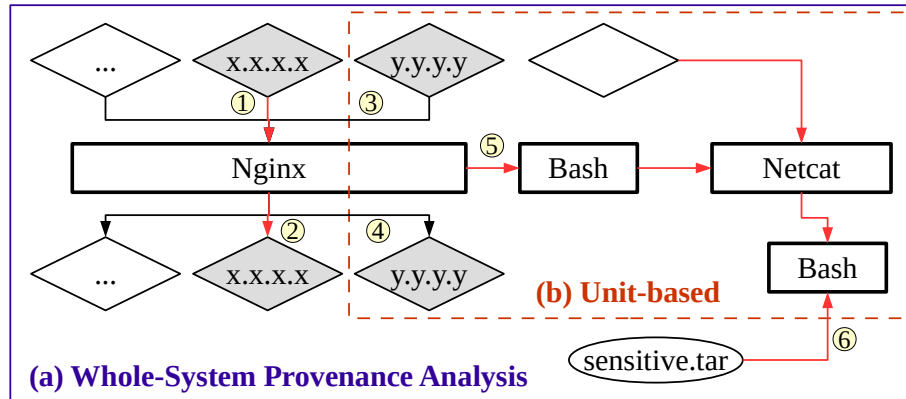 ... x.x.x.x y.y.y.y
① ③
Nginx ⑤ Bash Netcat
② ④
... x.x.x.x y.y.y.y Bash
(b) Unit-based
sensitive.tar ⑥
(a) Whole-System Provenance Analysis